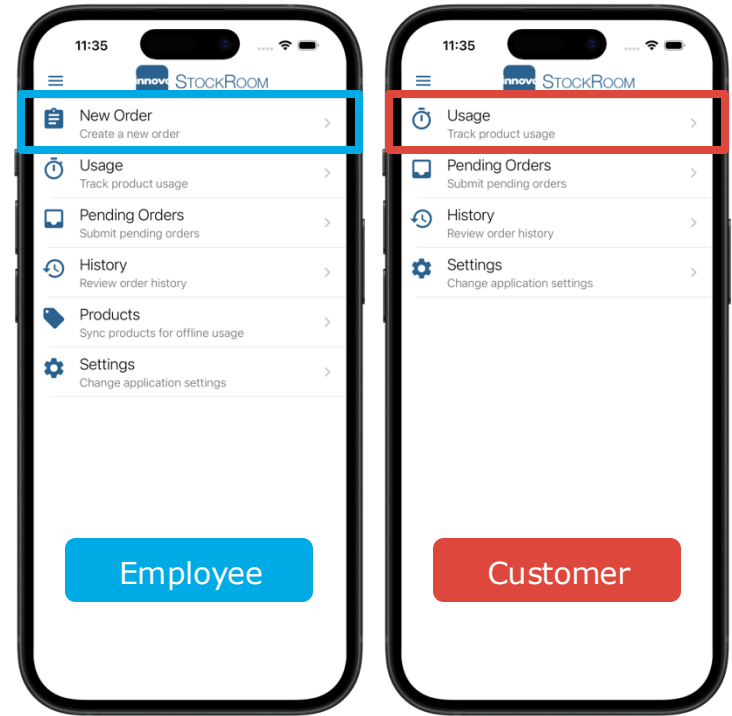 11:35
innovo STOCKROOM
New Order
Create a new order
Usage
Track product usage
Pending Orders
Submit pending orders
History
Review order history
Products
Sync products for offline usage
Settings
Change application settings
Employee
11:35
innovo STOCKROOM
Usage
Track product usage
Pending Orders
Submit pending orders
History
Review order history
Settings
Change application settings
Customer